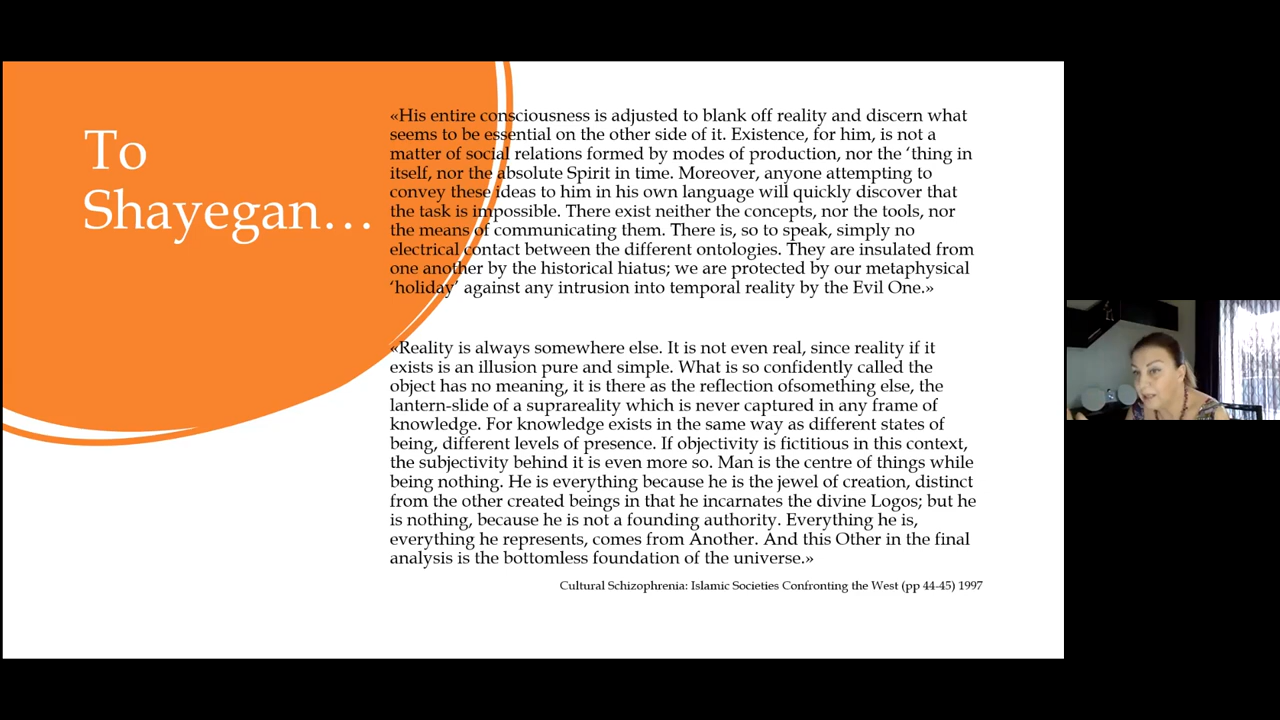 To
Shayegan…
«His entire consciousness is adjusted to blank off reality and discern what
seems to be essential on the other side of it. Existence, for him, is not a
matter of social relations formed by modes of production, nor the ‘thing in
itself, nor the absolute Spirit in time. Moreover, anyone attempting to
convey these ideas to him in his own language will quickly discover that
the task is impossible. There exist neither the concepts, nor the tools, nor
the means of communicating them. There is, so to speak, simply no
electrical contact between the different ontologies. They are insulated from
one another by the historical hiatus; we are protected by our metaphysical
‘holiday’ against any intrusion into temporal reality by the Evil One.»
«Reality is always somewhere else. It is not even real, since reality if it
exists is an illusion pure and simple. What is so confidently called the
object has no meaning, it is there as the reflection ofsomething else, the
lantern-slide of a suprareality which is never captured in any frame of
knowledge. For knowledge exists in the same way as different states of
being, different levels of presence. If objectivity is fictitious in this context,
the subjectivity behind it is even more so. Man is the centre of things while
being nothing. He is everything because he is the jewel of creation, distinct
from the other created beings in that he incarnates the divine Logos; but he
is nothing, because he is not a founding authority. Everything he is,
everything he represents, comes from Another. And this Other in the final
analysis is the bottomless foundation of the universe.»
Cultural Schizophrenia: Islamic Societies Confronting the West (pp 44-45) 1997